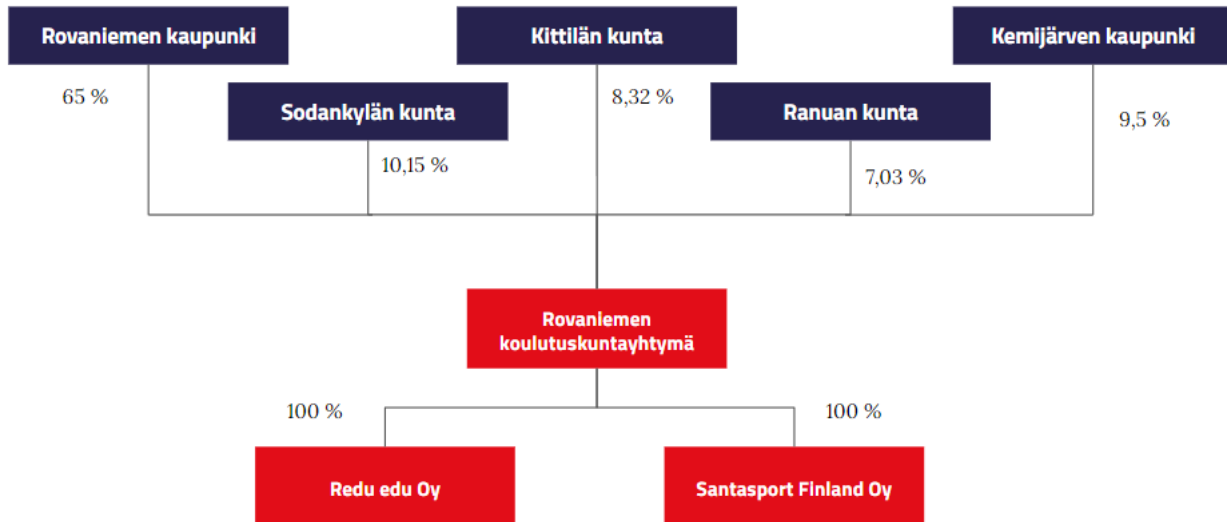 Rovaniemen kaupunki
Kittilän kunta
Kemijärven kaupunki
65 %
8,32 %
9,5 %
Sodankylän kunta
Ranuan kunta
10,15 %
7,03 %
Rovaniemen
koulutuskuntayhtymä
100 %
100 %
Redu edu Oy
Santasport Finland Oy